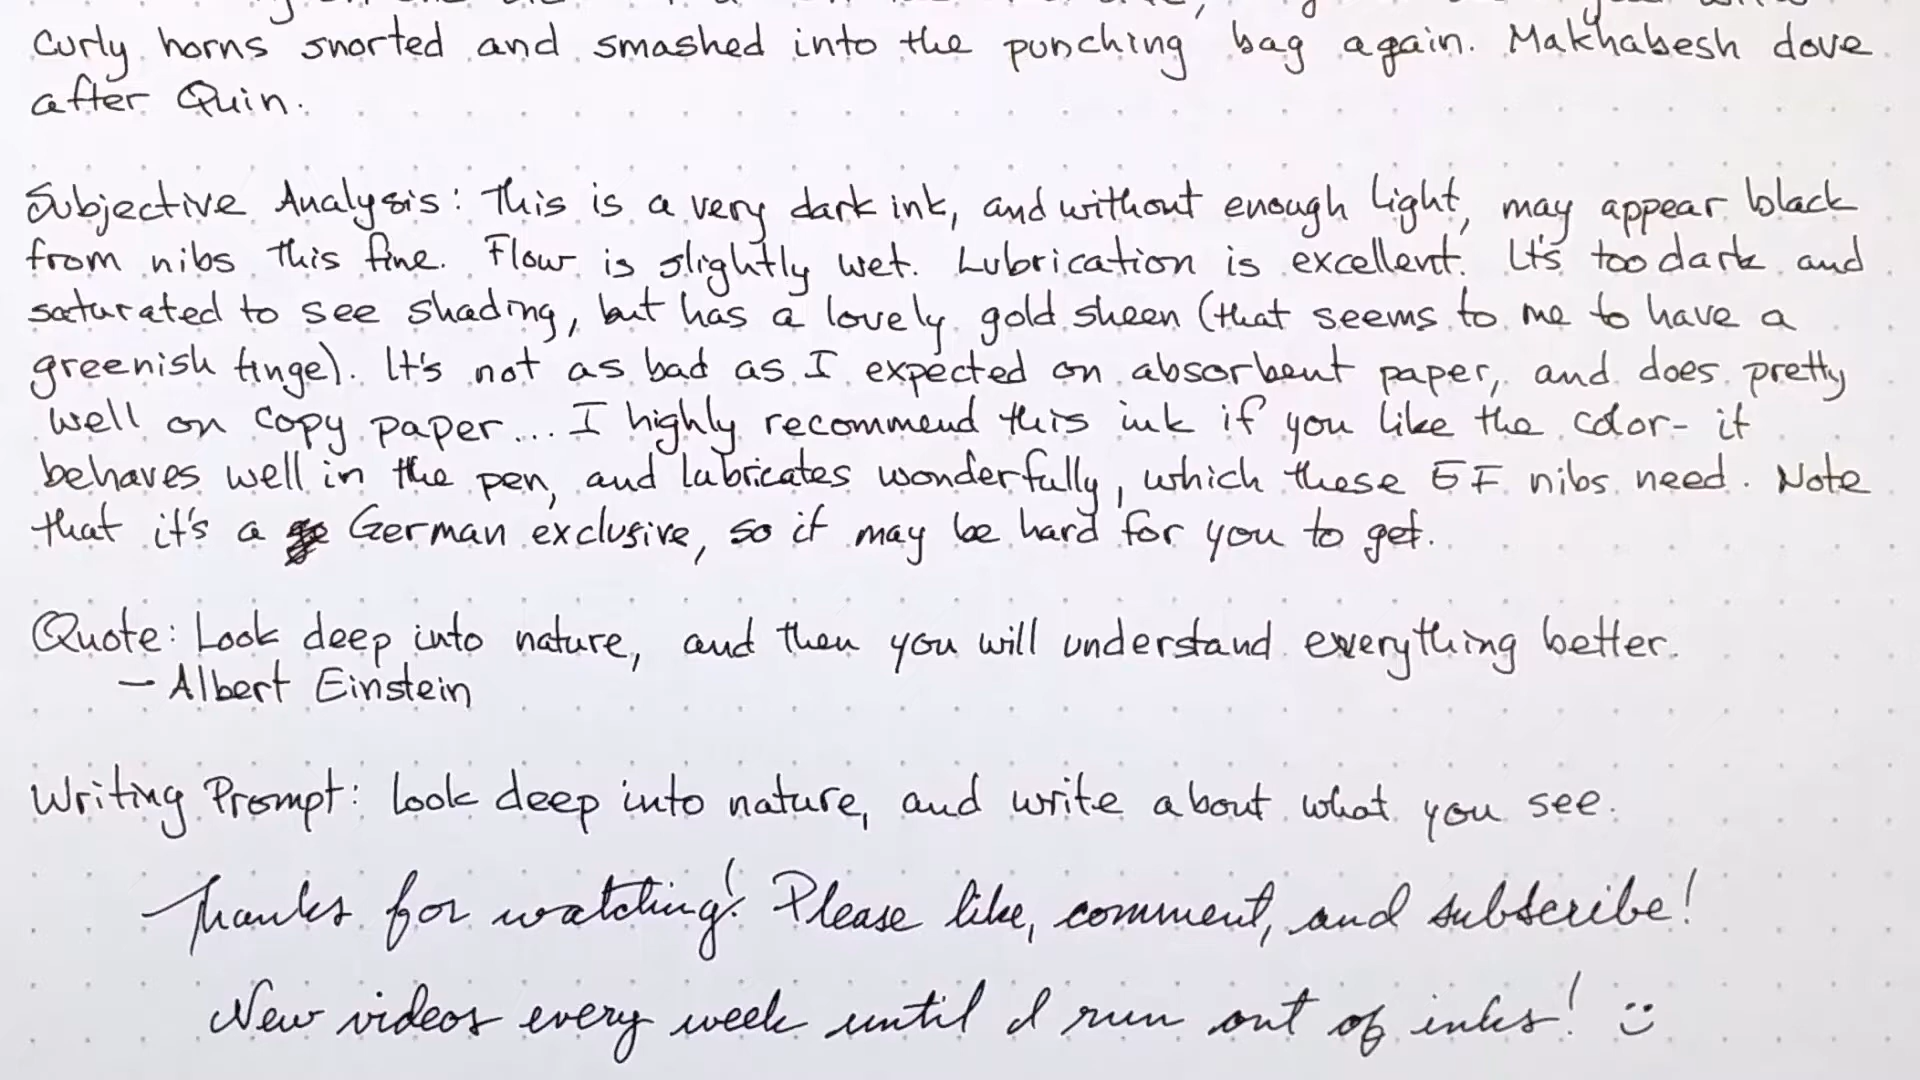 Curly horns snorted and smashed into the punching bag again. Makhabesh dove
after Quin.
Subjective Analysis: This is a very dark ink, and without enough light, may appear black
from nibs this fine. Flow is slightly wet. Lubrication is excellent. It's too dark and
saturated to see shading, but has a lovely gold sheen (that seems to me to have a
greenish tinge). It's not as bad as I expected on absorbent paper, and does pretty
well on copy paper... I highly recommend this ink if you like the color - it
behaves well in the pen, and lubricates wonderfully, which these EF nibs need. Note
that it's a German exclusive, so it may be hard for you to get.
Quote: Look deep into nature, and then you will understand everything better.
- Albert Einstein
Writing Prompt: Look deep into nature, and write about what you see.
Thanks for watching! Please like, comment, and subscribe!
New videos every week until I run out of inks! :)